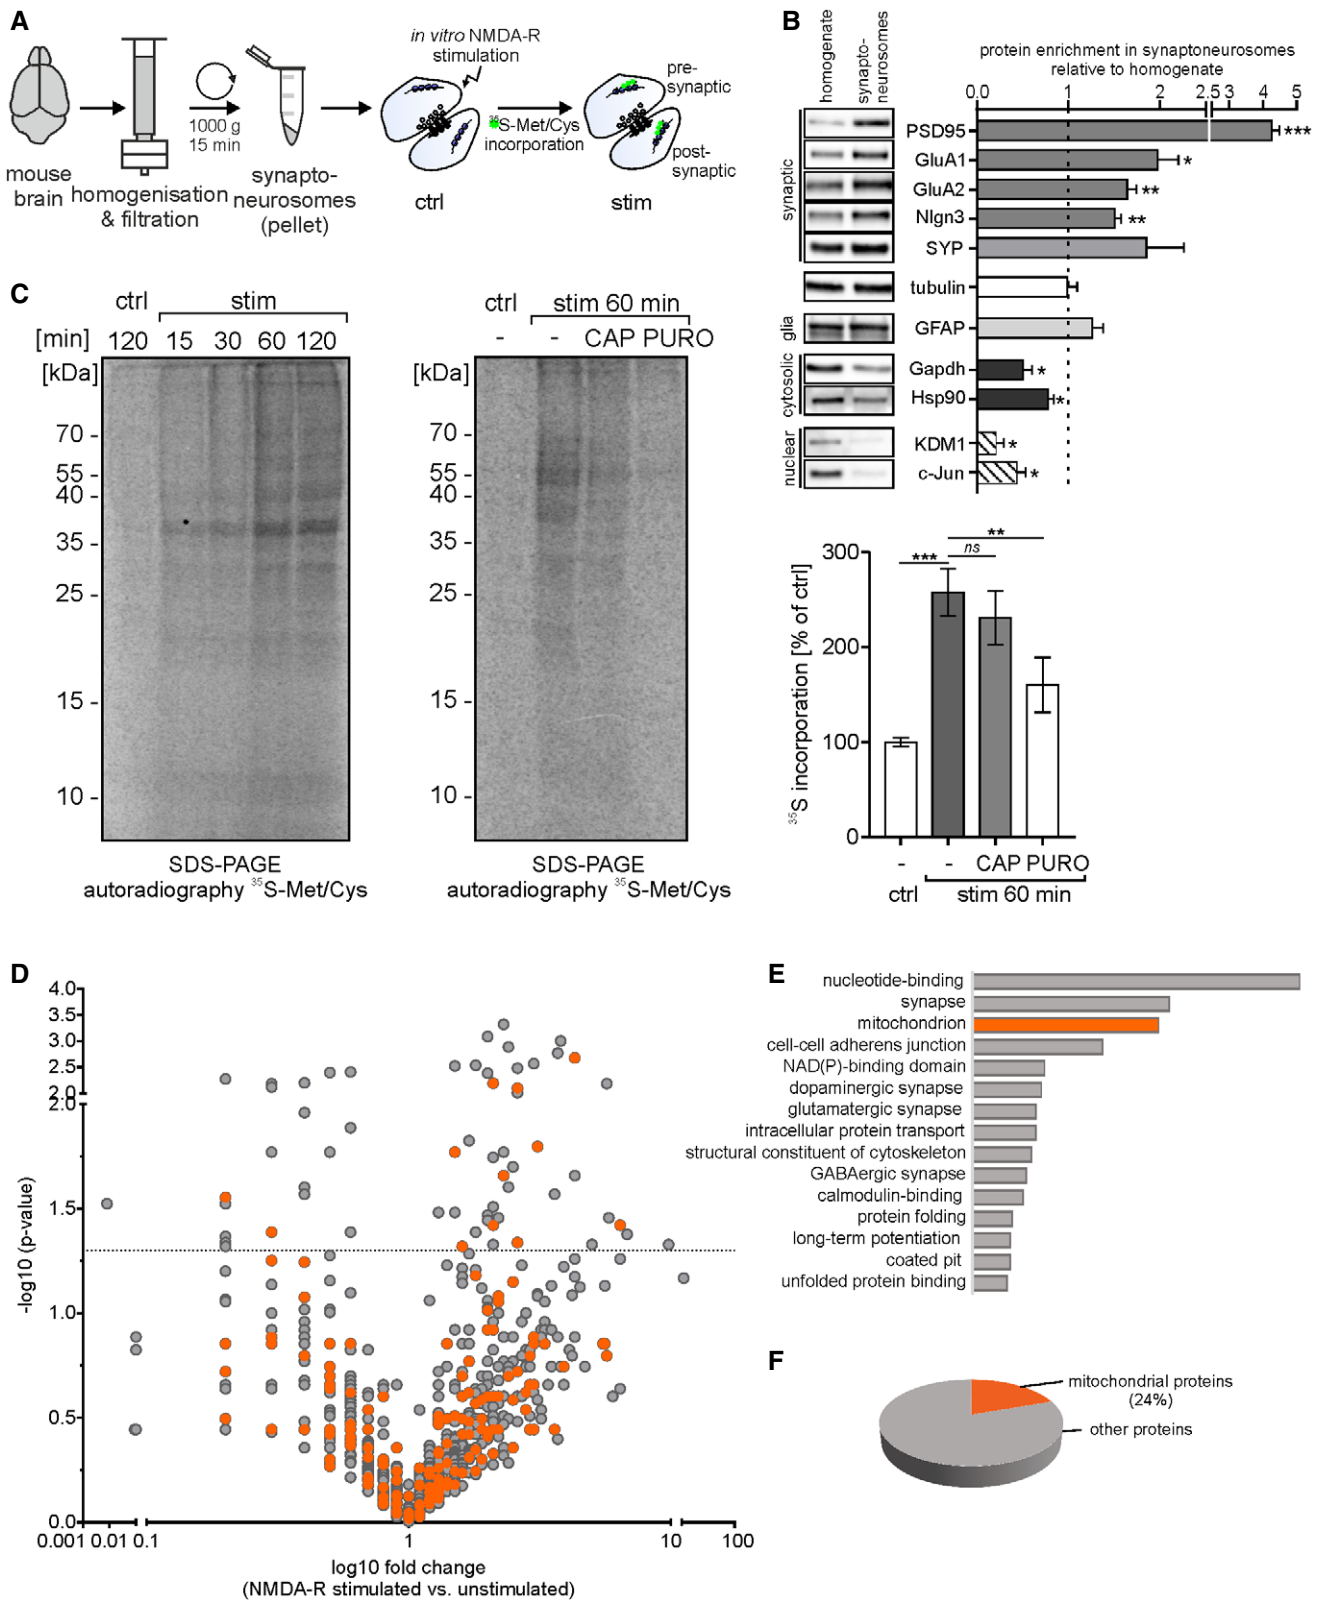 A
in vitro NMDA-R
stimulation
pre-
synaptic
1000 g
15 min
³⁵S-Met/Cys
incorporation
post-
synaptic
mouse
brain
homogenisation
& filtration
synapto-
neurosomes
(pellet)
ctrl
stim
B
homogenate
synapto-
neurosomes
protein enrichment in synaptoneurosomes
relative to homogenate
0.0 1 2 2.5 3 4 5
synaptic
PSD95 ***
GluA1 *
GluA2 **
Nlgn3 **
SYP
tubulin
glia
GFAP
cytosolic
Gapdh *
Hsp90 *
nuclear
KDM1 *
c-Jun *
C
ctrl stim
[min] 120 15 30 60 120
[kDa]
70 -
55 -
40 -
35 -
25 -
15 -
10 -
SDS-PAGE
autoradiography ³⁵S-Met/Cys
ctrl stim 60 min
- - CAP PURO
[kDa]
70 -
55 -
40 -
35 -
25 -
15 -
10 -
SDS-PAGE
autoradiography ³⁵S-Met/Cys
³⁵S incorporation [% of ctrl]
300
200
100
0
**
*** ns
- - CAP PURO
ctrl stim 60 min
D
-log10 (p-value)
4.0
3.5
3.0
2.5
2.0
2.0
1.5
1.0
0.5
0.0
0.001 0.01 0.1 1 10 100
log10 fold change
(NMDA-R stimulated vs. unstimulated)
E
nucleotide-binding
synapse
mitochondrion
cell-cell adherens junction
NAD(P)-binding domain
dopaminergic synapse
glutamatergic synapse
intracellular protein transport
structural constituent of cytoskeleton
GABAergic synapse
calmodulin-binding
protein folding
long-term potentiation
coated pit
unfolded protein binding
F
mitochondrial proteins
(24%)
other proteins